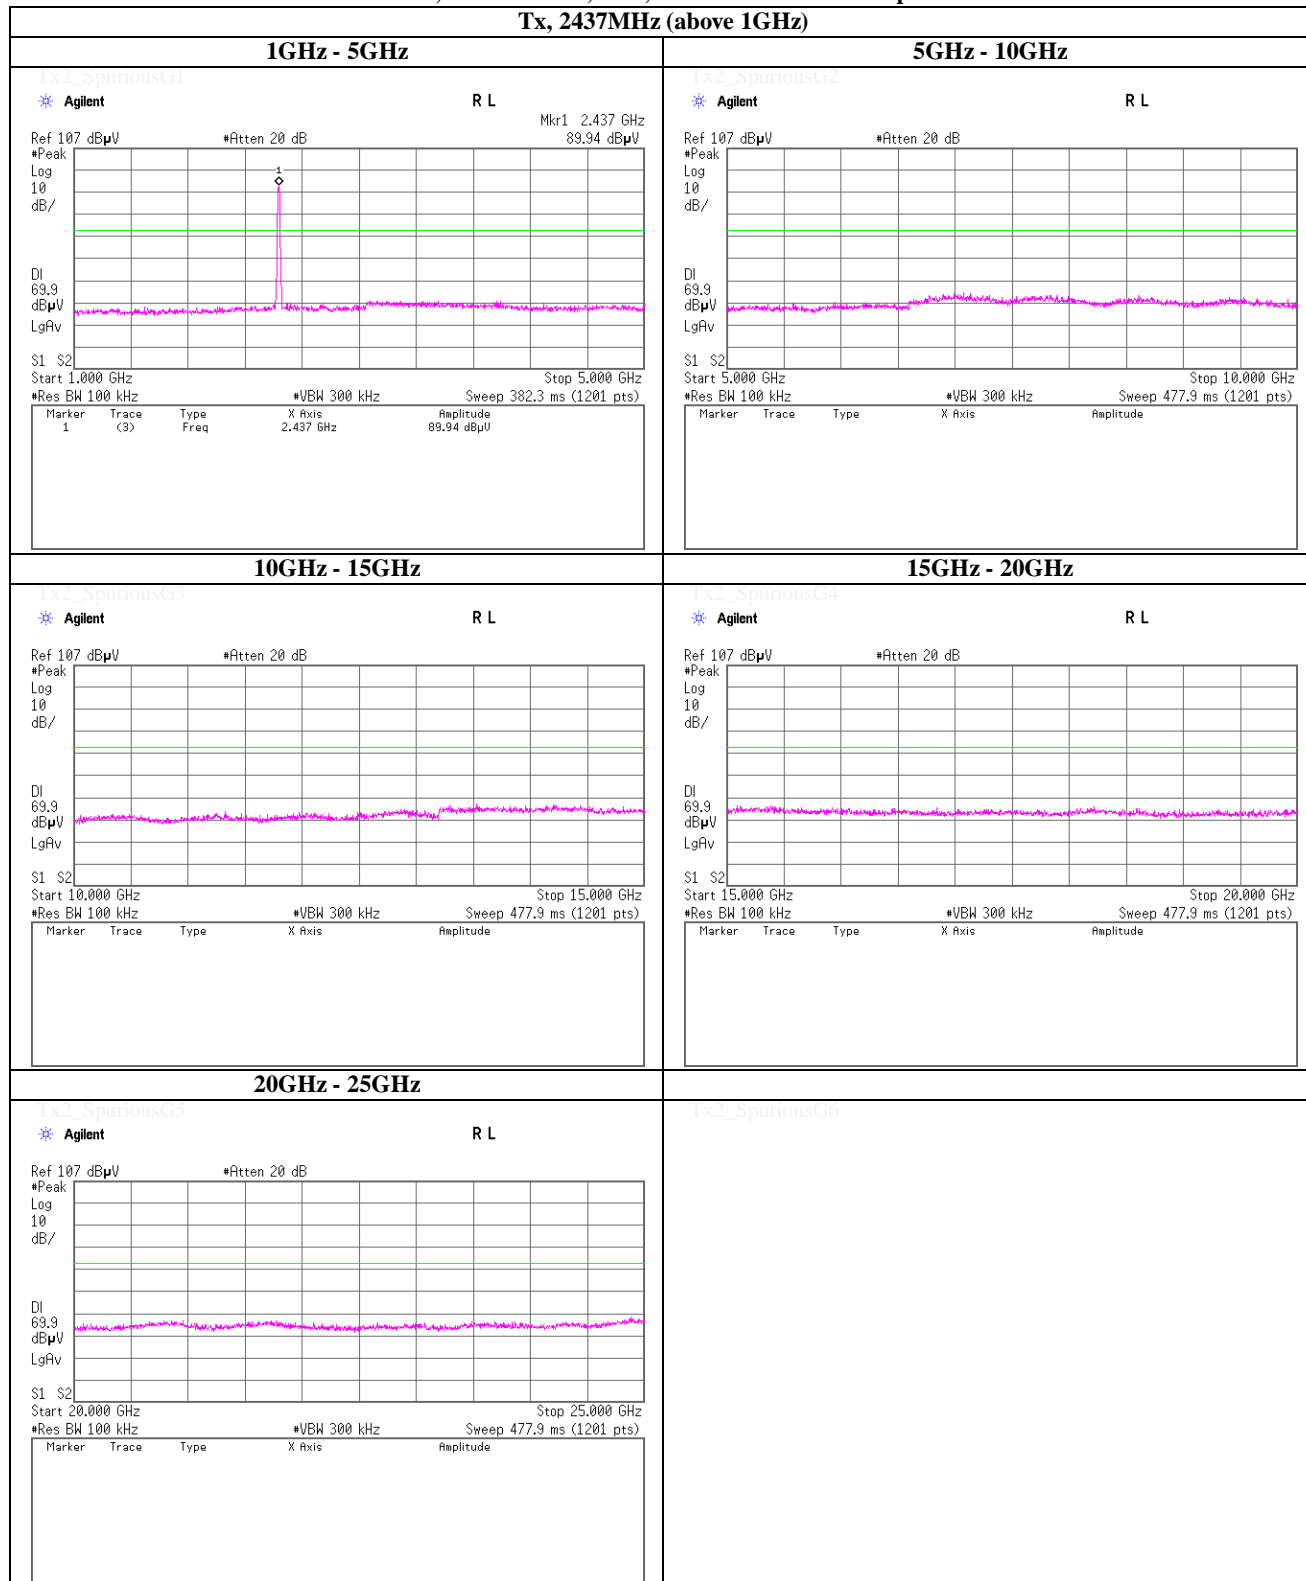 Tx, 2437MHz (above 1GHz)
1GHz - 5GHz
5GHz - 10GHz
Tx2_SpuriousG1
Agilent
R L
Mkr1 2.437 GHz
Ref 107 dBµV
#Atten 20 dB
89.94 dBµV
#Peak
Log
10
dB/
1
DI
69.9
dBµV
LgAv
S1 S2
Start 1.000 GHz
Stop 5.000 GHz
#Res BW 100 kHz
#VBW 300 kHz
Sweep 382.3 ms (1201 pts)
Marker Trace Type X Axis Amplitude
1 (3) Freq 2.437 GHz 89.94 dBµV
Tx2_SpuriousG2
Agilent
R L
Ref 107 dBµV
#Atten 20 dB
#Peak
Log
10
dB/
DI
69.9
dBµV
LgAv
S1 S2
Start 5.000 GHz
Stop 10.000 GHz
#Res BW 100 kHz
#VBW 300 kHz
Sweep 477.9 ms (1201 pts)
Marker Trace Type X Axis Amplitude
10GHz - 15GHz
15GHz - 20GHz
Tx2_SpuriousG3
Agilent
R L
Ref 107 dBµV
#Atten 20 dB
#Peak
Log
10
dB/
DI
69.9
dBµV
LgAv
S1 S2
Start 10.000 GHz
Stop 15.000 GHz
#Res BW 100 kHz
#VBW 300 kHz
Sweep 477.9 ms (1201 pts)
Marker Trace Type X Axis Amplitude
Tx2_SpuriousG4
Agilent
R L
Ref 107 dBµV
#Atten 20 dB
#Peak
Log
10
dB/
DI
69.9
dBµV
LgAv
S1 S2
Start 15.000 GHz
Stop 20.000 GHz
#Res BW 100 kHz
#VBW 300 kHz
Sweep 477.9 ms (1201 pts)
Marker Trace Type X Axis Amplitude
20GHz - 25GHz
Tx2_SpuriousG5
Agilent
R L
Ref 107 dBµV
#Atten 20 dB
#Peak
Log
10
dB/
DI
69.9
dBµV
LgAv
S1 S2
Start 20.000 GHz
Stop 25.000 GHz
#Res BW 100 kHz
#VBW 300 kHz
Sweep 477.9 ms (1201 pts)
Marker Trace Type X Axis Amplitude
Tx2_SpuriousG6